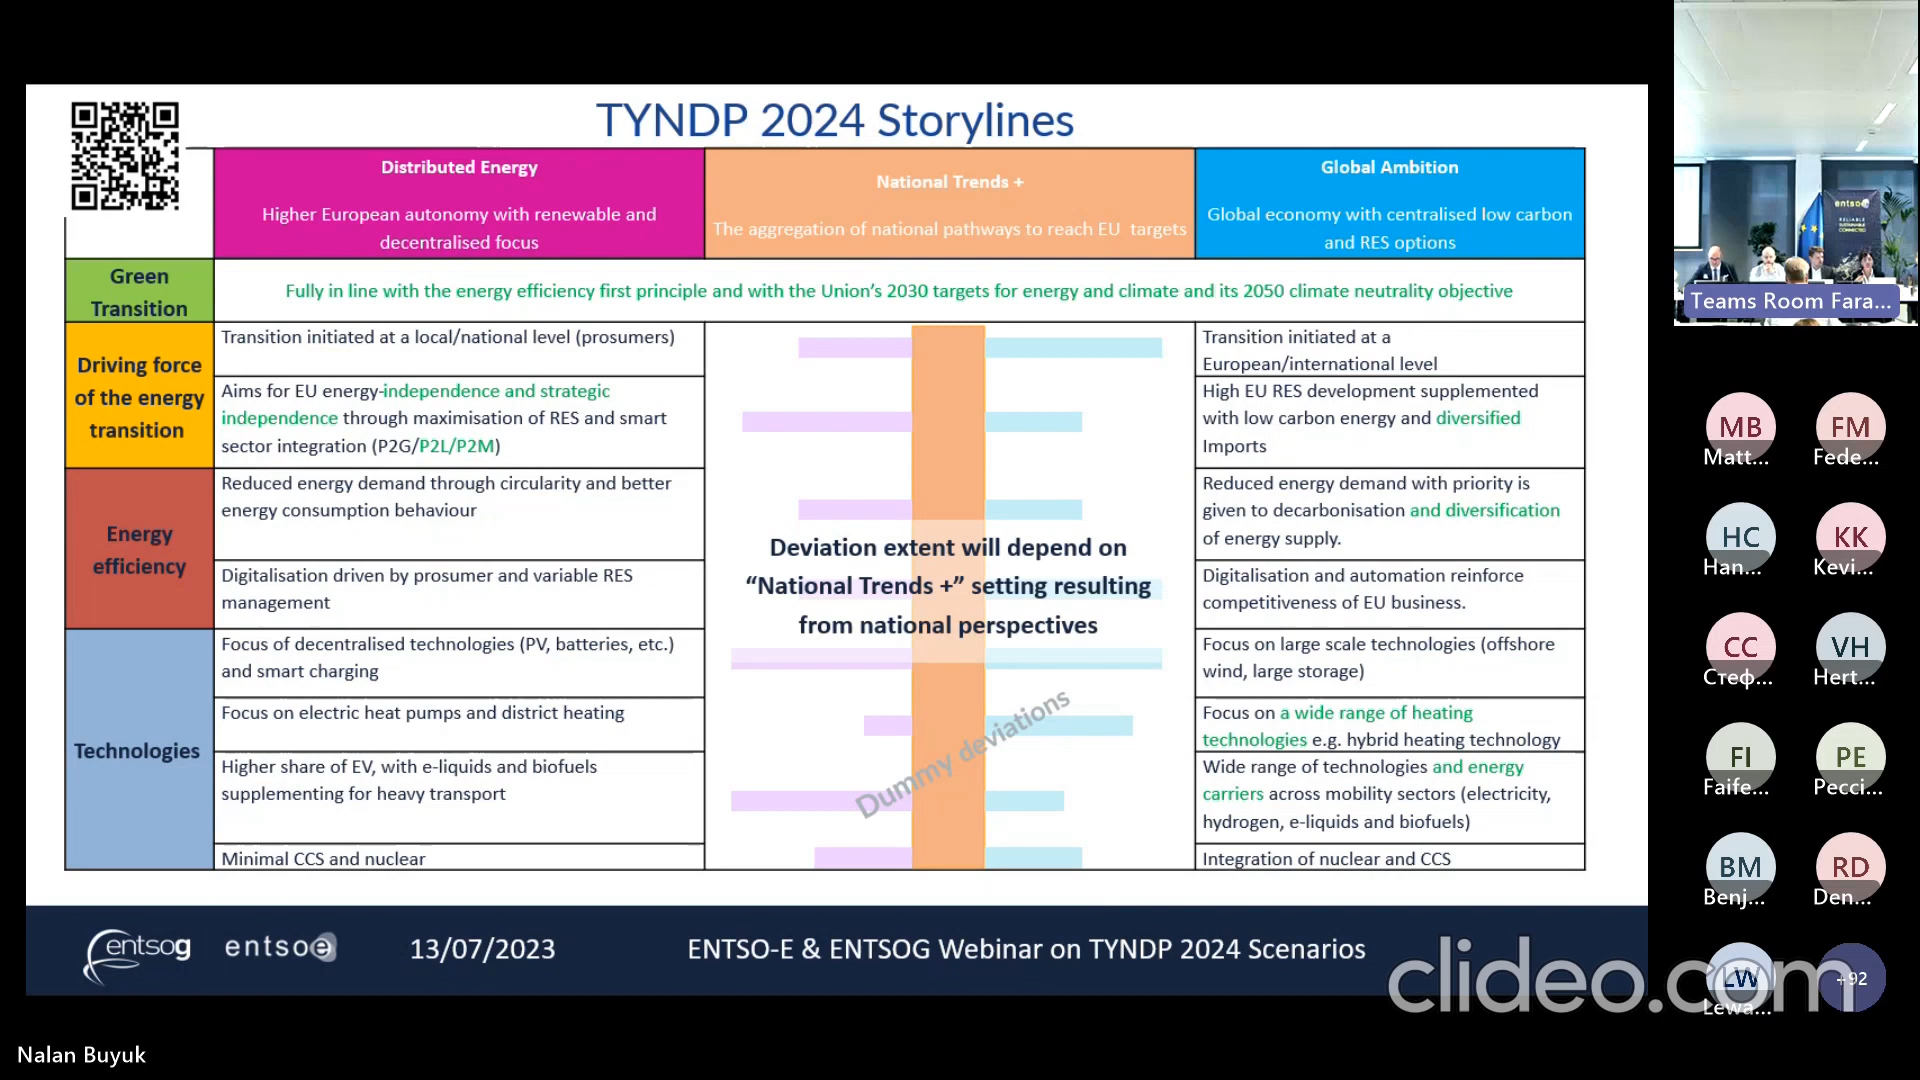 TYNDP 2024 Storylines
Distributed Energy
Higher European autonomy with renewable and
decentralised focus
National Trends +
The aggregation of national pathways to reach EU targets
Global Ambition
Global economy with centralised low carbon
and RES options
Green
Transition
Fully in line with the energy efficiency first principle and with the Union's 2030 targets for energy and climate and its 2050 climate neutrality objective
Driving force
of the energy
transition
Transition initiated at a local/national level (prosumers)
Transition initiated at a
European/international level
Aims for EU energy-independence and strategic
independence through maximisation of RES and smart
sector integration (P2G/P2L/P2M)
High EU RES development supplemented
with low carbon energy and diversified
Imports
Energy
efficiency
Reduced energy demand through circularity and better
energy consumption behaviour
Reduced energy demand with priority is
given to decarbonisation and diversification
of energy supply.
Digitalisation driven by prosumer and variable RES
management
Digitalisation and automation reinforce
competitiveness of EU business.
Deviation extent will depend on
“National Trends +” setting resulting
from national perspectives
Dummy deviations
Technologies
Focus of decentralised technologies (PV, batteries, etc.)
and smart charging
Focus on large scale technologies (offshore
wind, large storage)
Focus on electric heat pumps and district heating
Focus on a wide range of heating
technologies e.g. hybrid heating technology
Higher share of EV, with e-liquids and biofuels
supplementing for heavy transport
Wide range of technologies and energy
carriers across mobility sectors (electricity,
hydrogen, e-liquids and biofuels)
Minimal CCS and nuclear
Integration of nuclear and CCS
entsog
entsoe
13/07/2023
ENTSO-E & ENTSOG Webinar on TYNDP 2024 Scenarios
clideo.com
Nalan Buyuk
entsoe
RELIABLE
SUSTAINABLE
CONNECTED
Teams Room Fara...
MB
Matt...
FM
Fede...
HC
Han...
KK
Kevi...
CC
Стеф...
VH
Hert...
FI
Faife...
PE
Pecci...
BM
Benj...
RD
Den...
LW
Lewa...
+92